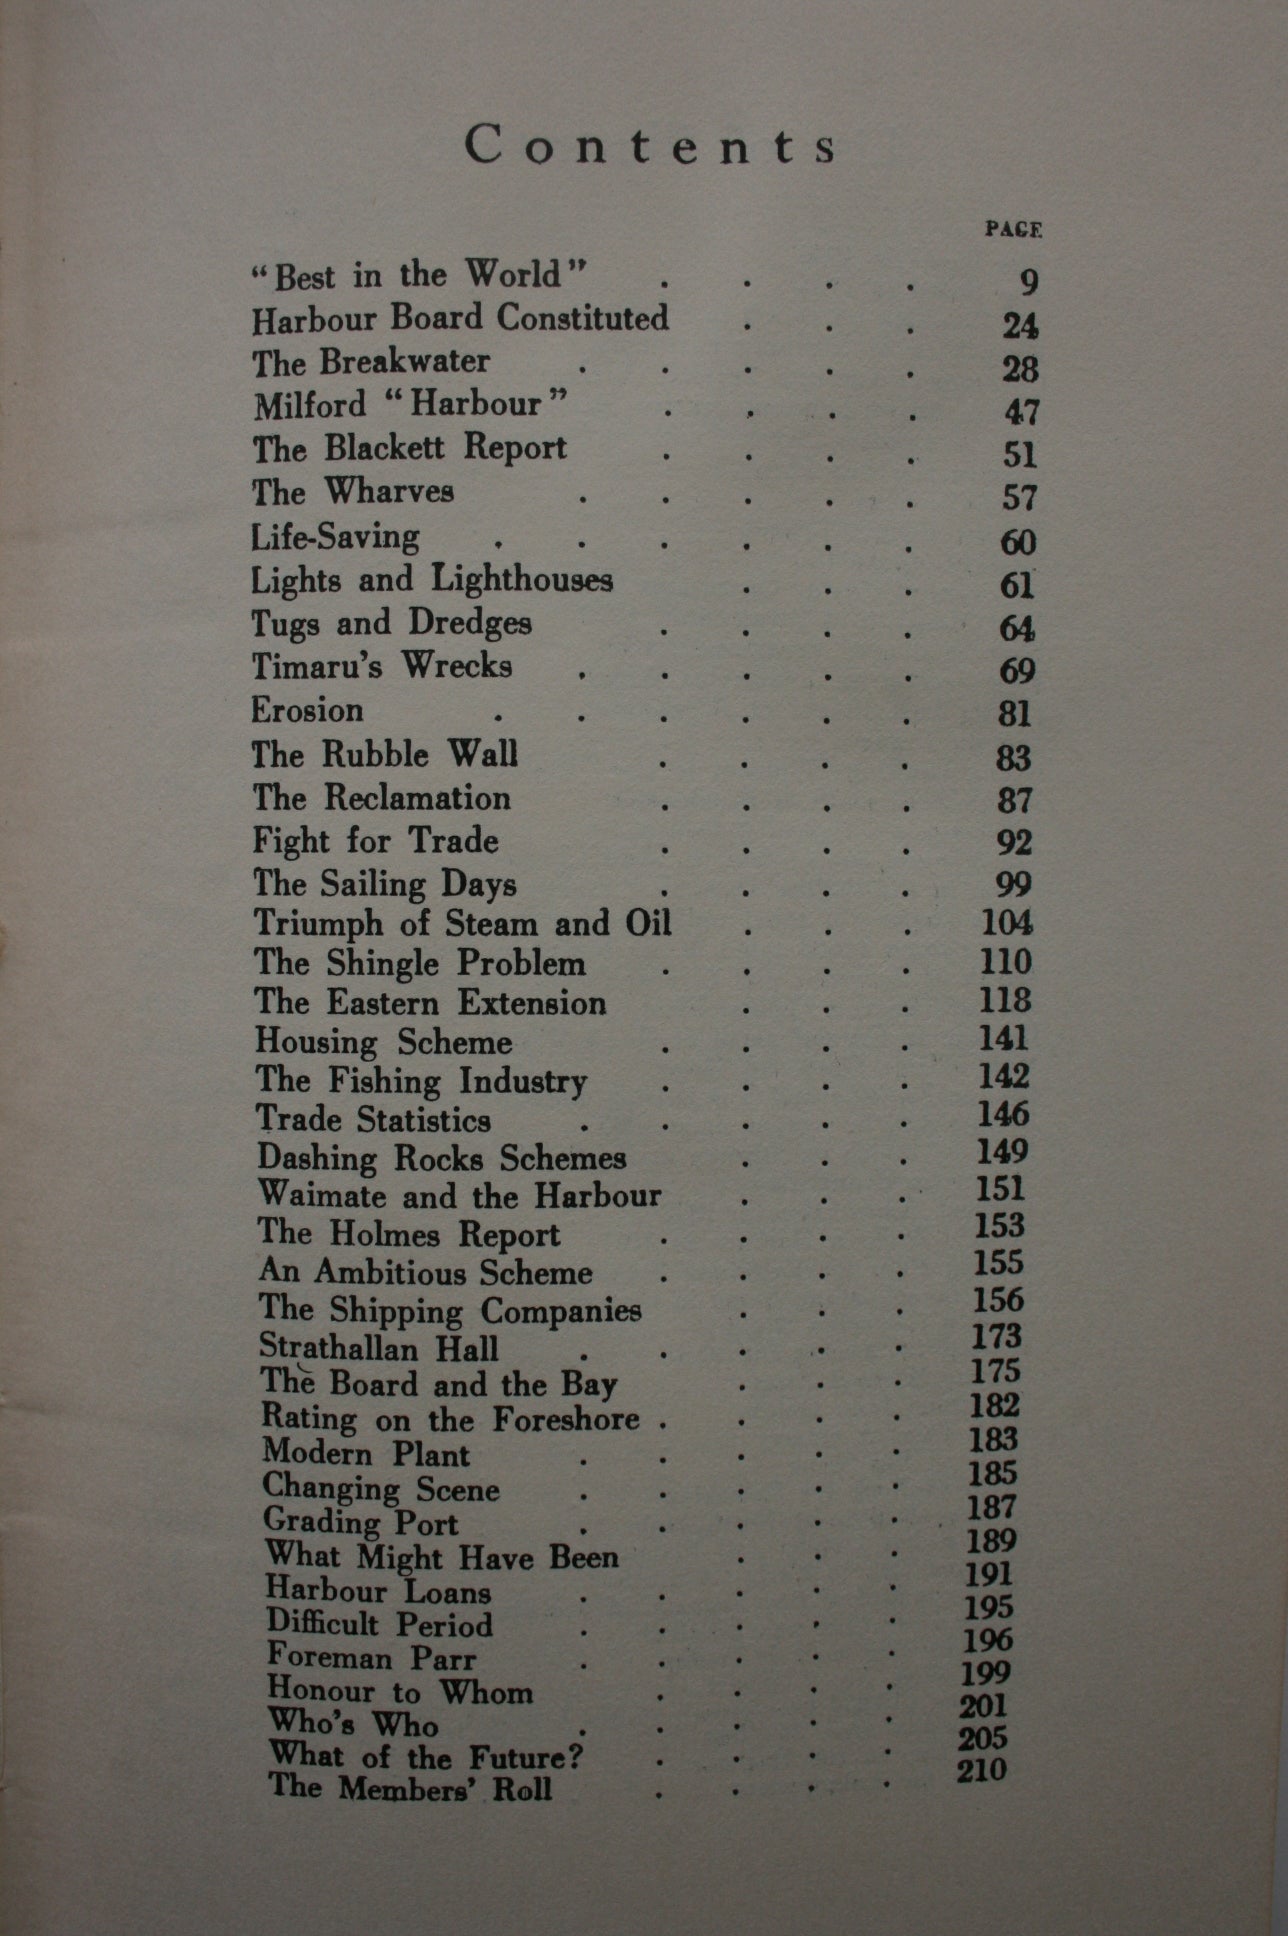 Contents
PAGE
"Best in the World" . . . . 9
Harbour Board Constituted . . . 24
The Breakwater . . . . . 28
Milford "Harbour" . . . . 47
The Blackett Report . . . . 51
The Wharves . . . . . 57
Life-Saving . . . . . . 60
Lights and Lighthouses . . . 61
Tugs and Dredges . . . . 64
Timaru's Wrecks . . . . . 69
Erosion . . . . . . 81
The Rubble Wall . . . . 83
The Reclamation . . . . 87
Fight for Trade . . . . 92
The Sailing Days . . . . 99
Triumph of Steam and Oil . . . 104
The Shingle Problem . . . . 110
The Eastern Extension . . . 118
Housing Scheme . . . . 141
The Fishing Industry . . . . 142
Trade Statistics . . . . . 146
Dashing Rocks Schemes . . . 149
Waimate and the Harbour . . . 151
The Holmes Report . . . . 153
An Ambitious Scheme . . . . 155
The Shipping Companies . . . 156
Strathallan Hall . . . . . 173
The Board and the Bay . . . 175
Rating on the Foreshore . . . . 182
Modern Plant . . . . . 183
Changing Scene . . . . . 185
Grading Port . . . . . 187
What Might Have Been . . . 189
Harbour Loans . . . . . 191
Difficult Period . . . . . 195
Foreman Parr . . . . . 196
Honour to Whom . . . . 199
Who's Who . . . . . 201
What of the Future? . . . . 205
The Members' Roll . . . . 210